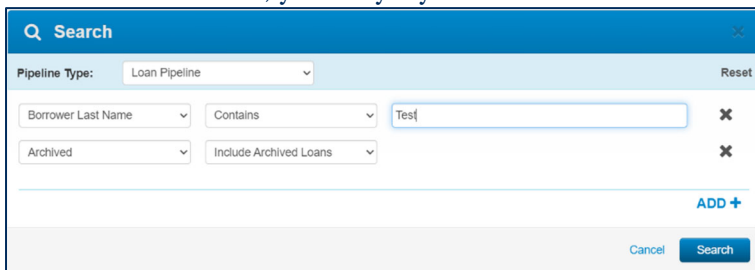 Search
Pipeline Type: Loan Pipeline Reset
Borrower Last Name Contains Test
Archived Include Archived Loans
ADD +
Cancel Search